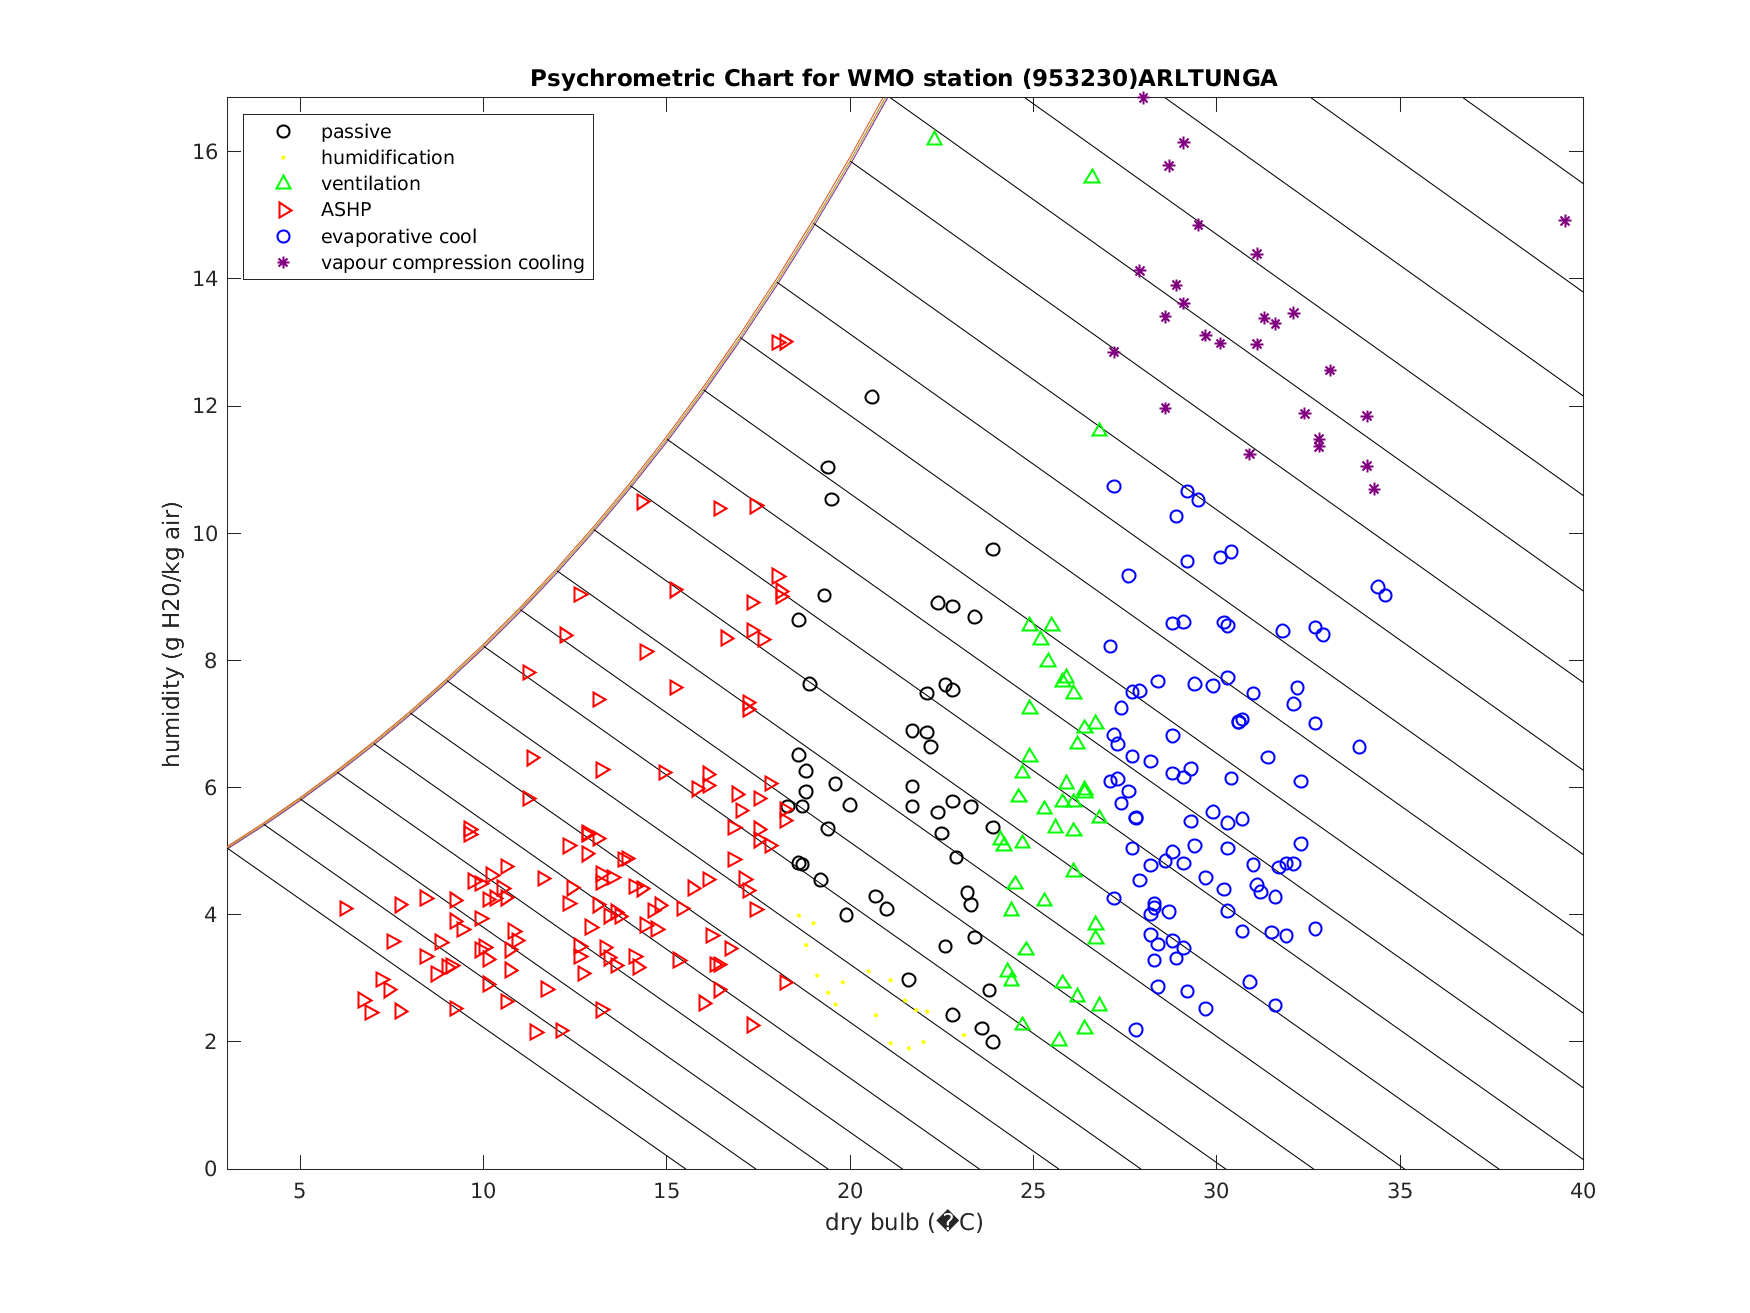 Psychrometric Chart for WMO station (953230)ARLTUNGA
passive
humidification
ventilation
ASHP
evaporative cool
vapour compression cooling
humidity (g H20/kg air)
16
14
12
10
8
6
4
2
0
5 10 15 20 25 30 35 40
dry bulb (�C)